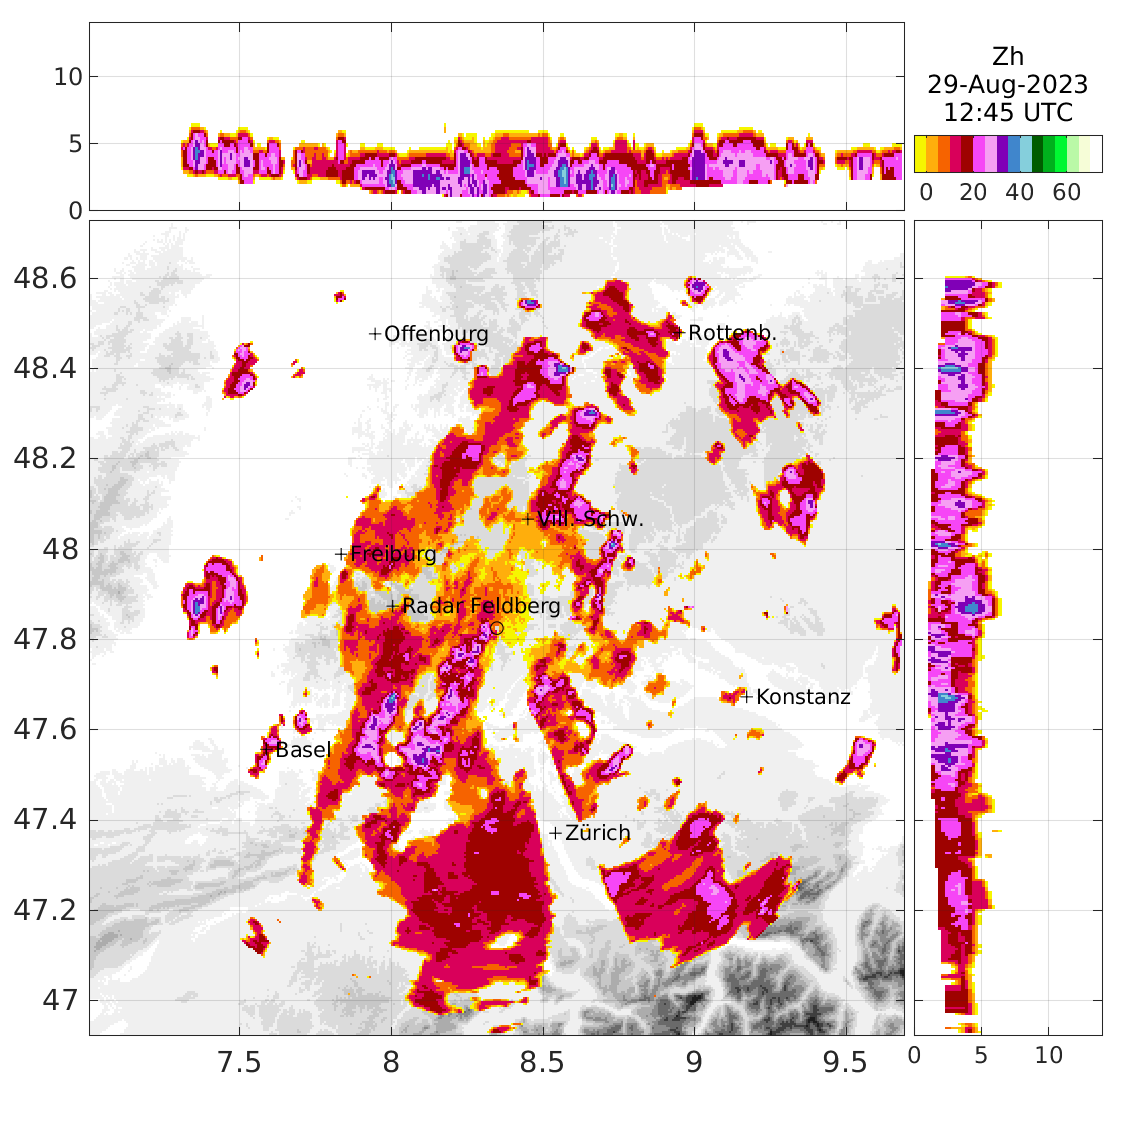 Zh
29-Aug-2023
12:45 UTC
0 20 40 60
10
5
0
48.6
48.4
48.2
48
47.8
47.6
47.4
47.2
47
Offenburg
Rottenb.
Vill.-Schw.
Freiburg
Radar Feldberg
Konstanz
Basel
Zürich
7.5 8 8.5 9 9.5
0 5 10